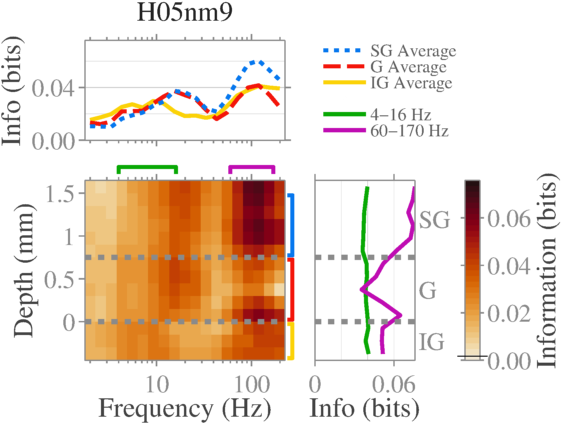 H05nm9
Info (bits)
0.04
0.00
SG Average
G Average
IG Average
4–16 Hz
60–170 Hz
Depth (mm)
1.5
1
0.5
0
10
100
Frequency (Hz)
SG
G
IG
0
0.06
Info (bits)
0.06
0.04
0.02
0.00
Information (bits)